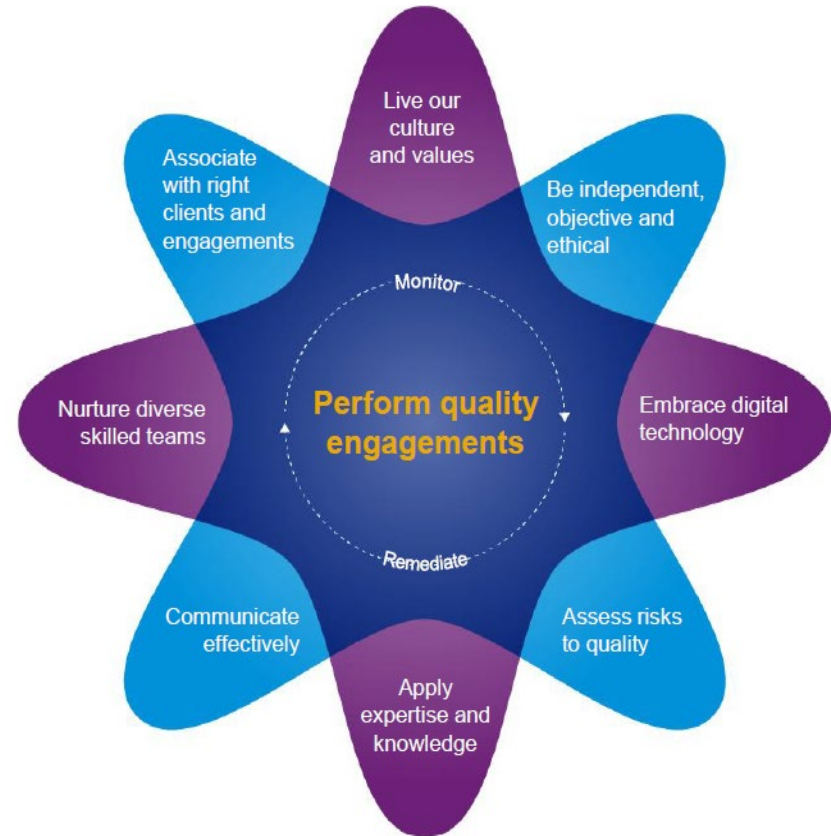 Live our
culture
and values
Associate
with right
clients and
engagements
Be independent,
objective and
ethical
Monitor
Nurture diverse
skilled teams
Perform quality
engagements
Embrace digital
technology
Remediate
Communicate
effectively
Assess risks
to quality
Apply
expertise and
knowledge